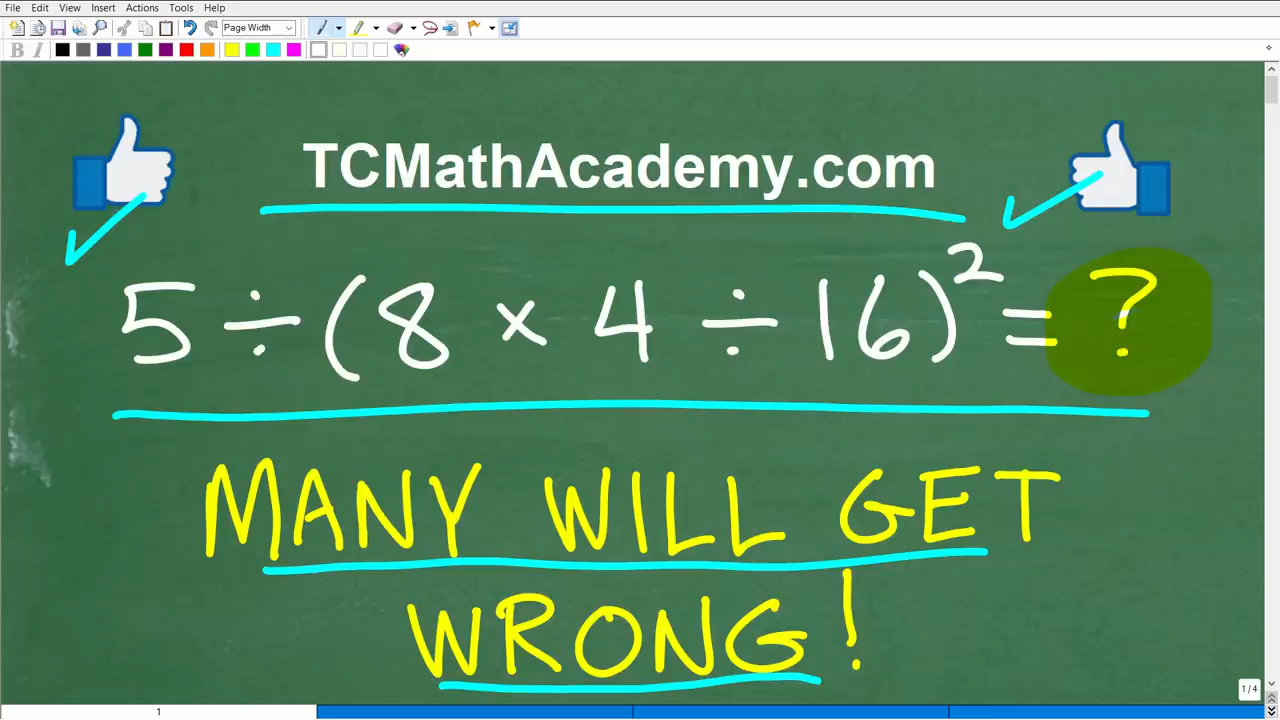 File Edit View Insert Actions Tools Help
Page Width
B I
TCMathAcademy.com
5 ÷ (8 × 4 ÷ 16)² = ?
MANY WILL GET
WRONG!
1/4
1